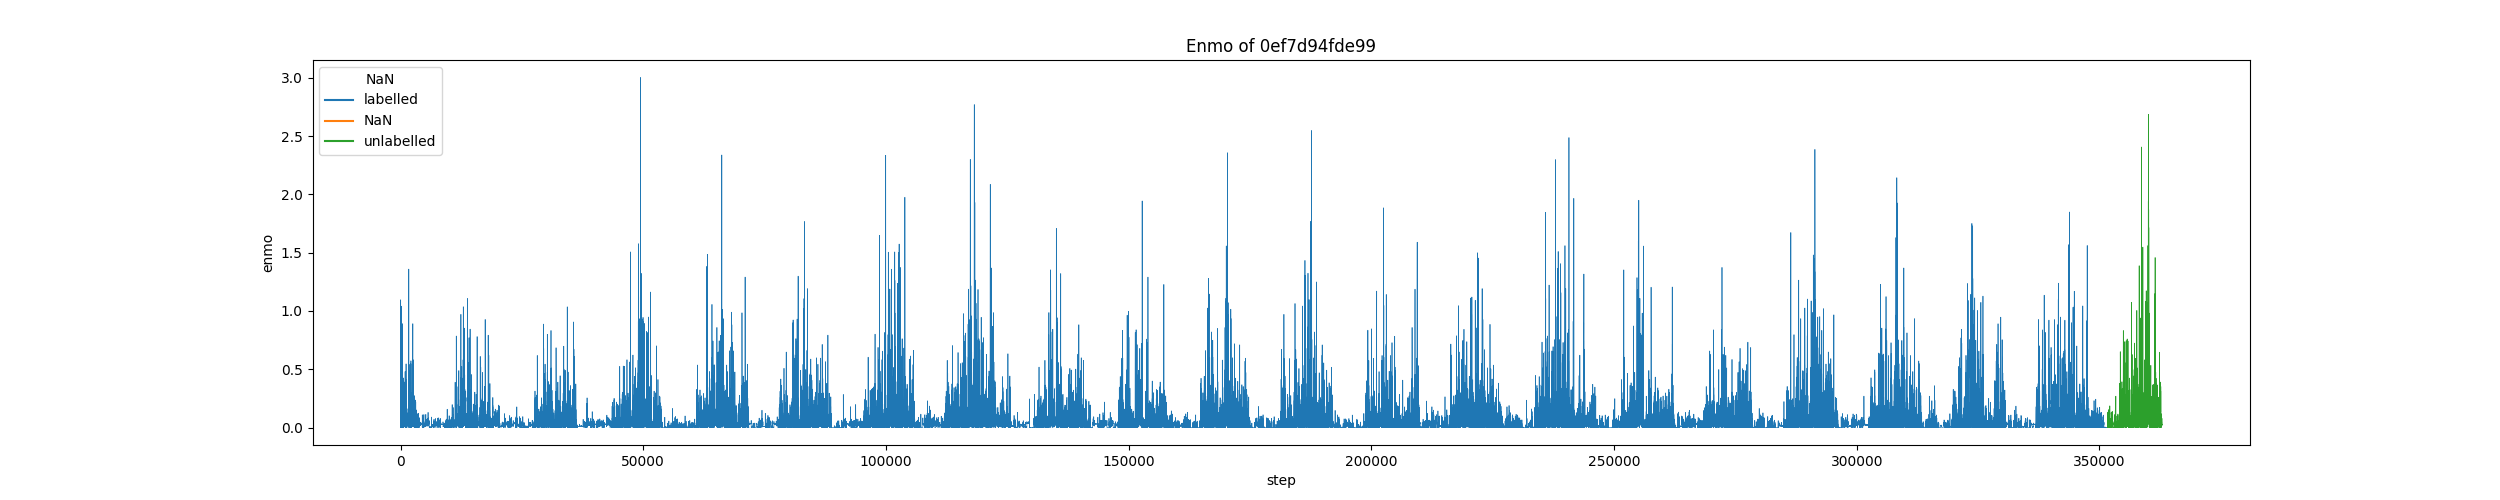 Enmo of 0ef7d94fde99
NaN
labelled
NaN
unlabelled
3.0
2.5
2.0
1.5
1.0
0.5
0.0
enmo
0 50000 100000 150000 200000 250000 300000 350000
step